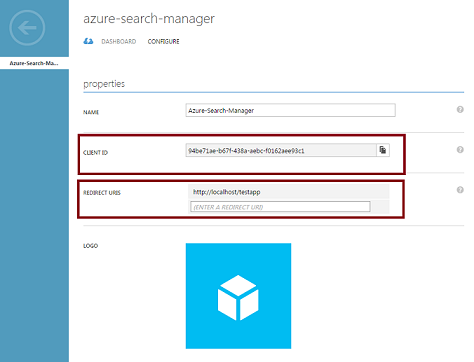 azure-search-manager
DASHBOARD CONFIGURE
Azure-Search-Ma...
properties
NAME Azure-Search-Manager
CLIENT ID 94be71ae-b67f-438a-aebc-f0162aee93c1
REDIRECT URIS http://localhost/testapp
(ENTER A REDIRECT URI)
LOGO